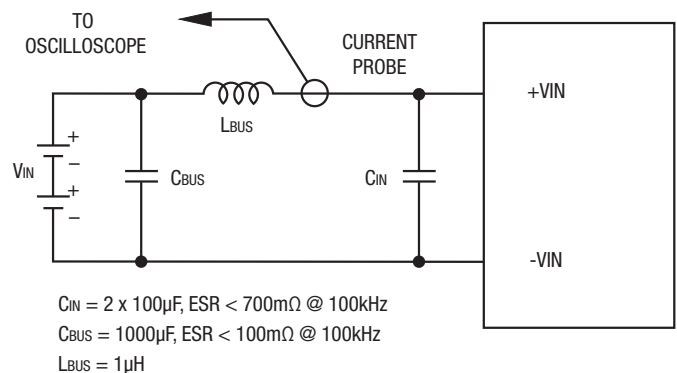 TO
OSCILLOSCOPE
CURRENT
PROBE
+VIN
LBUS
+
VIN
−
+
−
CBUS
CIN
-VIN
CIN = 2 x 100µF, ESR < 700mΩ @ 100kHz
CBUS = 1000µF, ESR < 100mΩ @ 100kHz
LBUS = 1µH